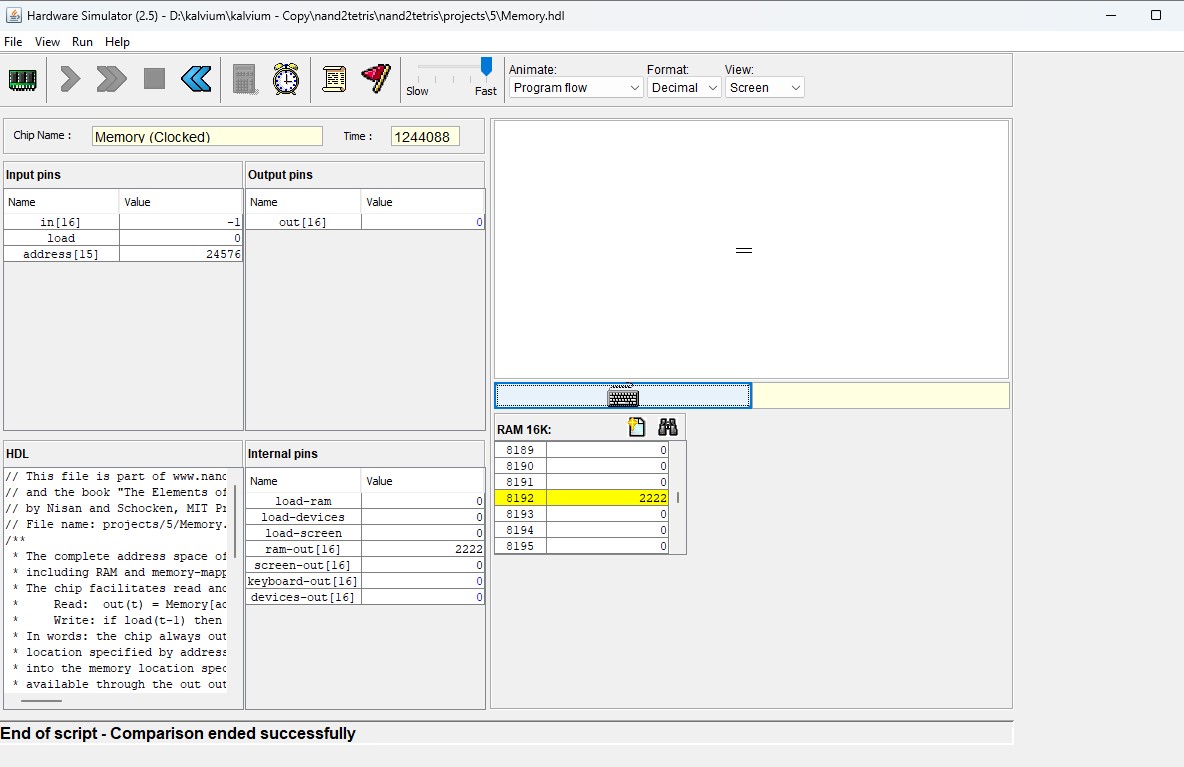 Hardware Simulator (2.5) - D:\kalvium\kalvium - Copy\nand2tetris\nand2tetris\projects\5\Memory.hdl
File View Run Help
Slow Fast
Animate: Format: View:
Program flow Decimal Screen
Chip Name : Memory (Clocked) Time : 1244088
Input pins
Name Value
in[16] -1
load 0
address[15] 24576
Output pins
Name Value
out[16] 0
HDL
// This file is part of www.nand
// and the book "The Elements of
// by Nisan and Schocken, MIT Pr
// File name: projects/5/Memory.
/**
* The complete address space of
* including RAM and memory-mapp
* The chip facilitates read and
* Read: out(t) = Memory[ad
* Write: if load(t-1) then
* In words: the chip always out
* location specified by address
* into the memory location spec
* available through the out out
Internal pins
Name Value
load-ram 0
load-devices 0
load-screen 0
ram-out[16] 2222
screen-out[16] 0
keyboard-out[16] 0
devices-out[16] 0
RAM 16K:
8189 0
8190 0
8191 0
8192 2222
8193 0
8194 0
8195 0
End of script - Comparison ended successfully